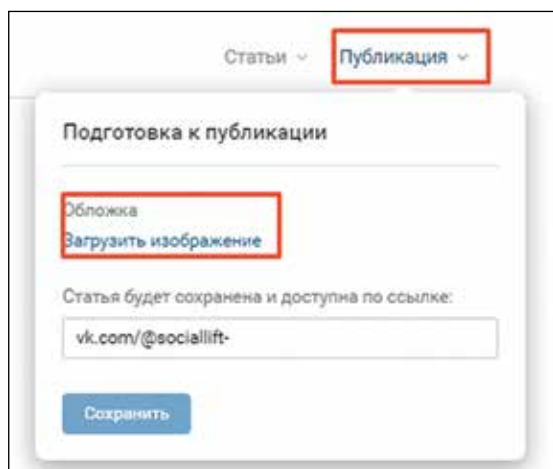 Статьи Публикация
Подготовка к публикации
Обложка
Загрузить изображение
Статья будет сохранена и доступна по ссылке:
vk.com/@sociallift-
Сохранить